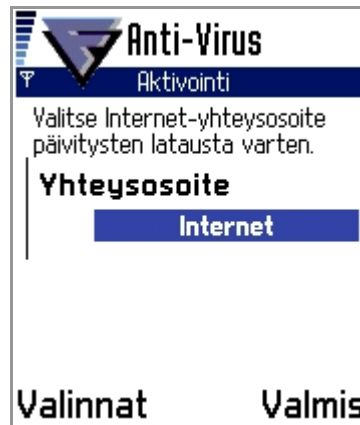 Anti-Virus
Aktivointi
Valitse Internet-yhteysosoite
päivitysten latausta varten.
Yhteysosoite
Internet
Valinnat Valmis